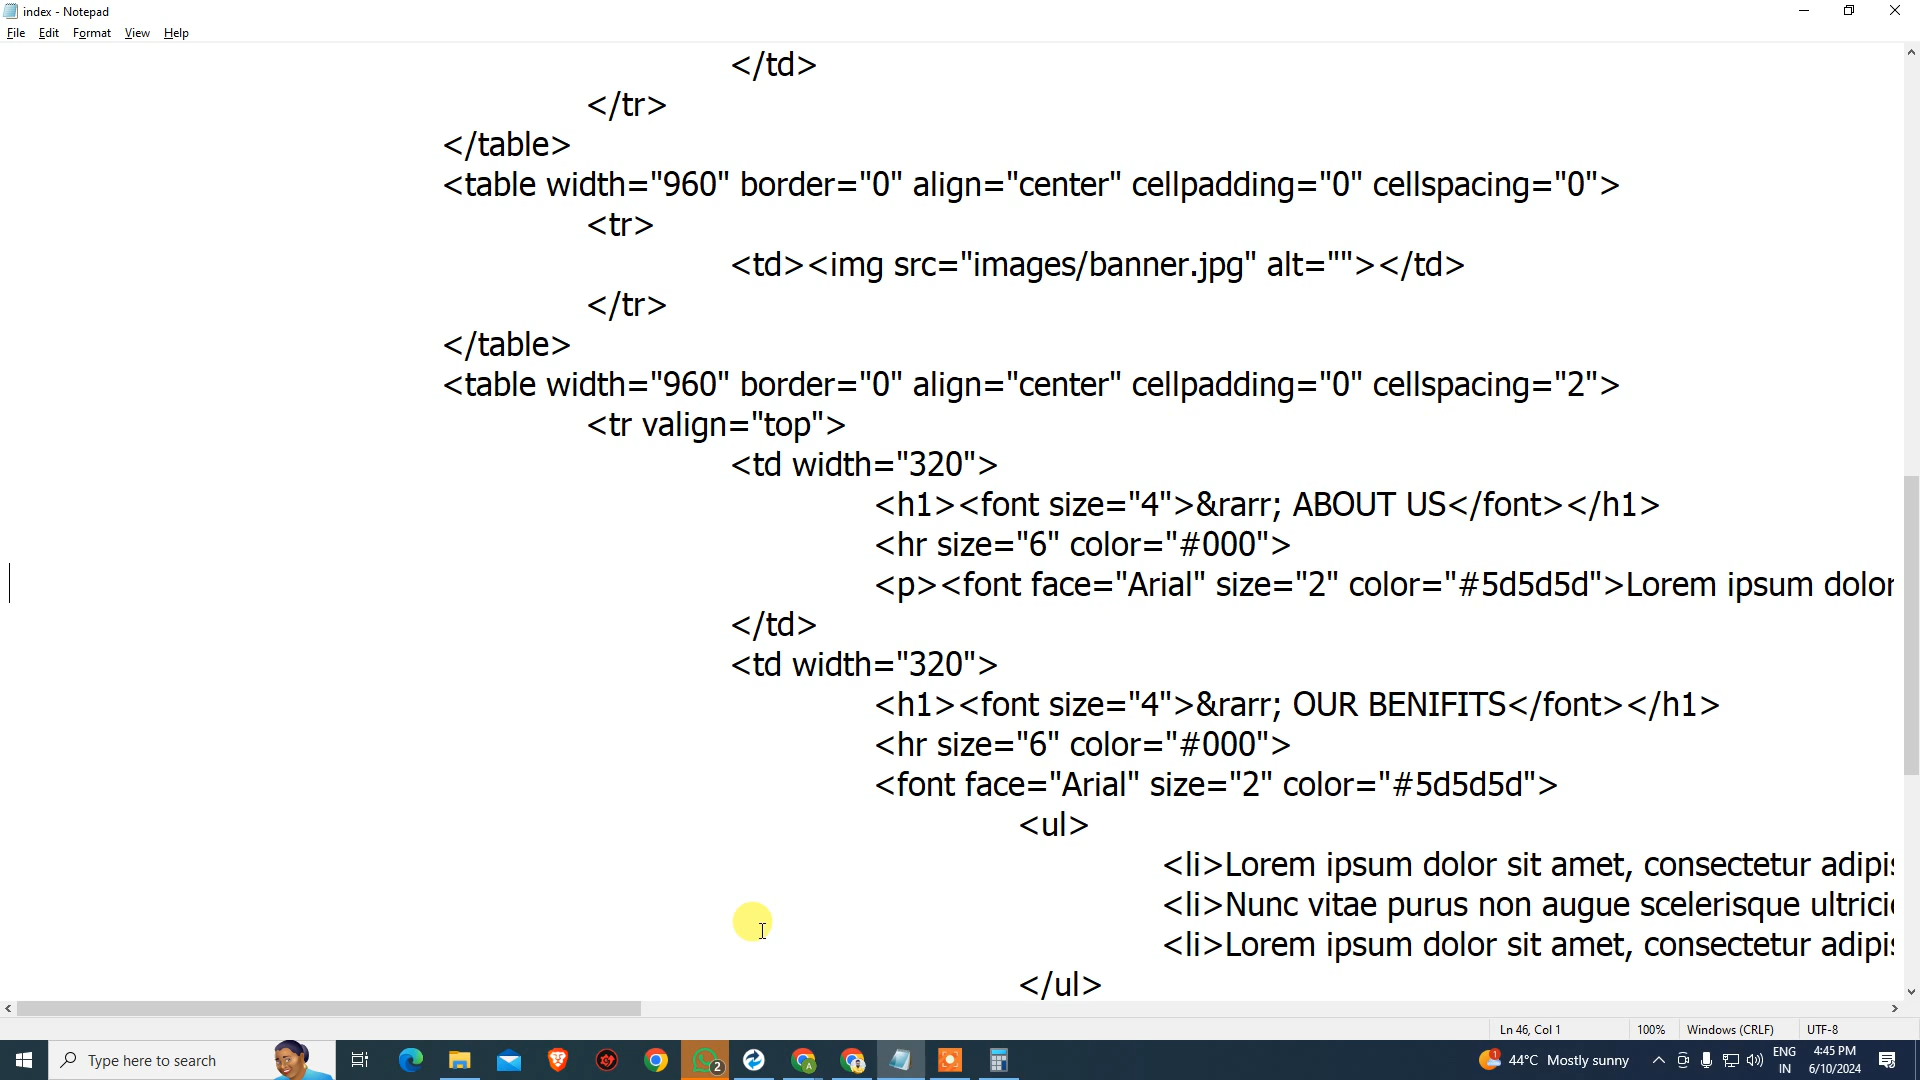 index - Notepad
File Edit Format View Help
</td>
</tr>
</table>
<table width="960" border="0" align="center" cellpadding="0" cellspacing="0">
<tr>
<td><img src="images/banner.jpg" alt=""></td>
</tr>
</table>
<table width="960" border="0" align="center" cellpadding="0" cellspacing="2">
<tr valign="top">
<td width="320">
<h1><font size="4">&rarr; ABOUT US</font></h1>
<hr size="6" color="#000">
<p><font face="Arial" size="2" color="#5d5d5d">Lorem ipsum dolor
</td>
<td width="320">
<h1><font size="4">&rarr; OUR BENIFITS</font></h1>
<hr size="6" color="#000">
<font face="Arial" size="2" color="#5d5d5d">
<ul>
<li>Lorem ipsum dolor sit amet, consectetur
<li>Nunc vitae purus non augue scelerisque
<li>Lorem ipsum dolor sit amet, consectetur
</ul>
Ln 46, Col 1 100% Windows (CRLF) UTF-8
Type here to search 2 44°C Mostly sunny ENG IN 4:45 PM 6/10/2024